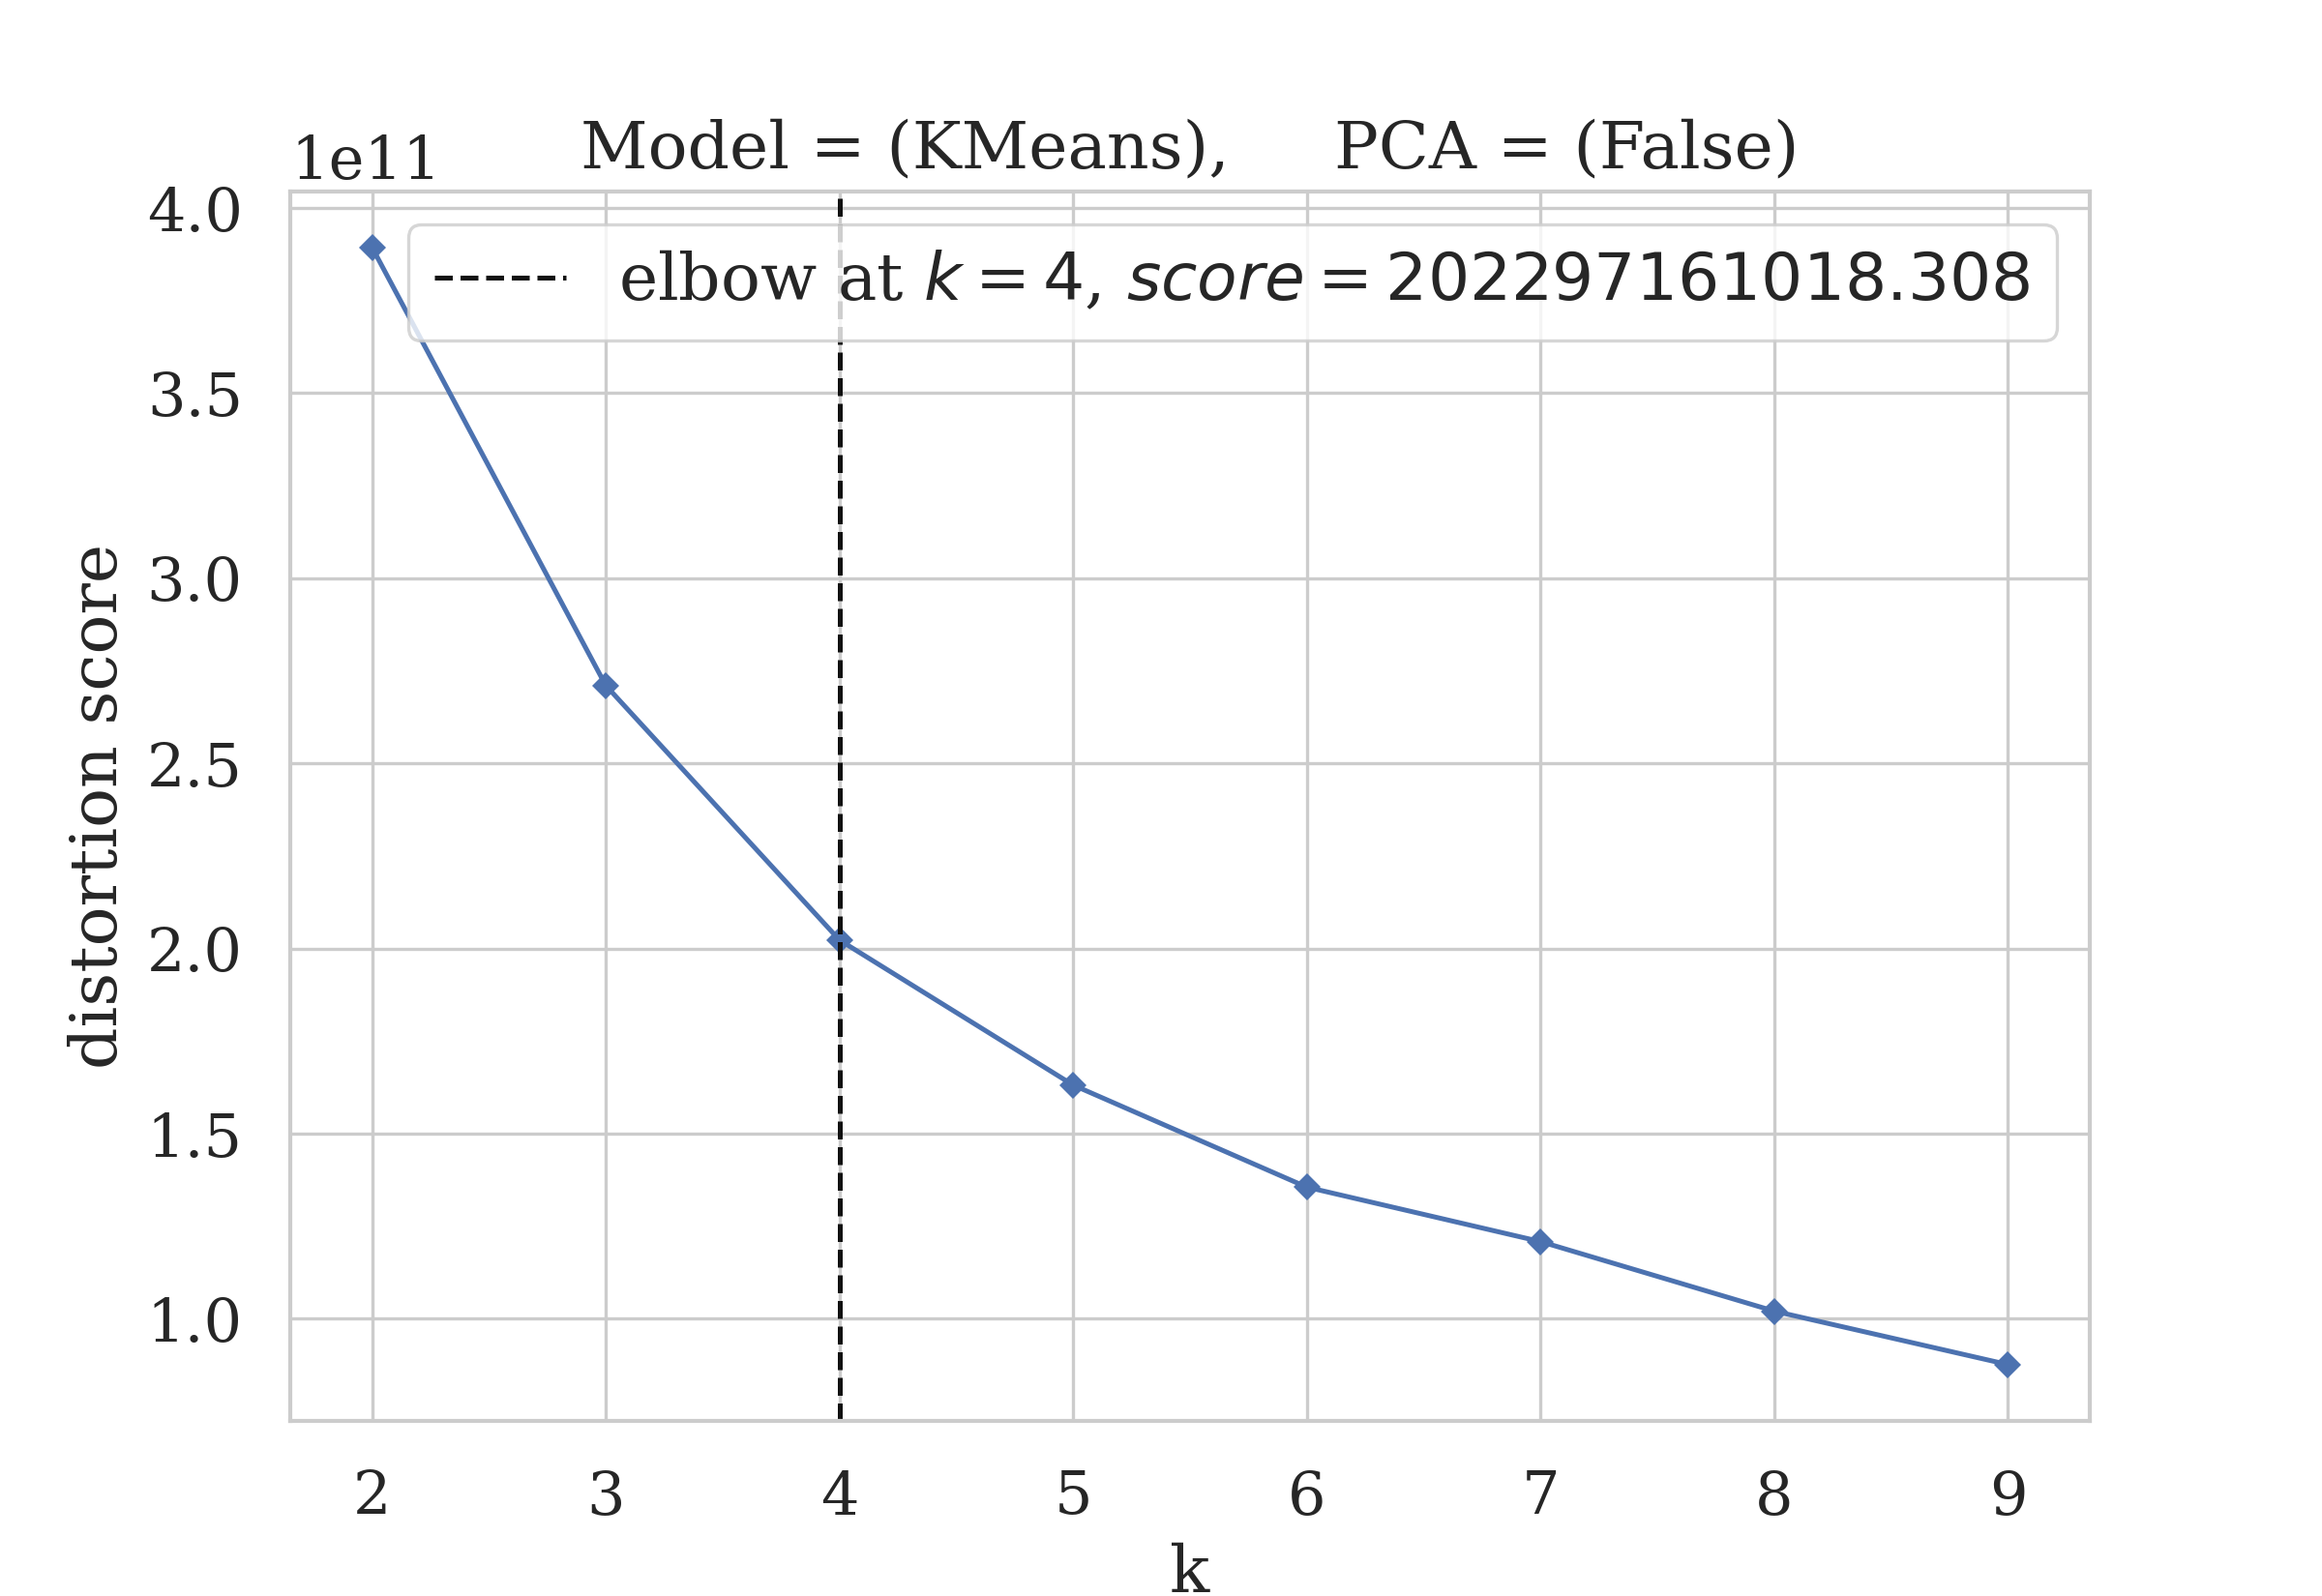 Model = (KMeans), PCA = (False)
1e11
elbow at k = 4, score = 202297161018.308
4.0
3.5
3.0
2.5
2.0
1.5
1.0
distortion score
2 3 4 5 6 7 8 9
k